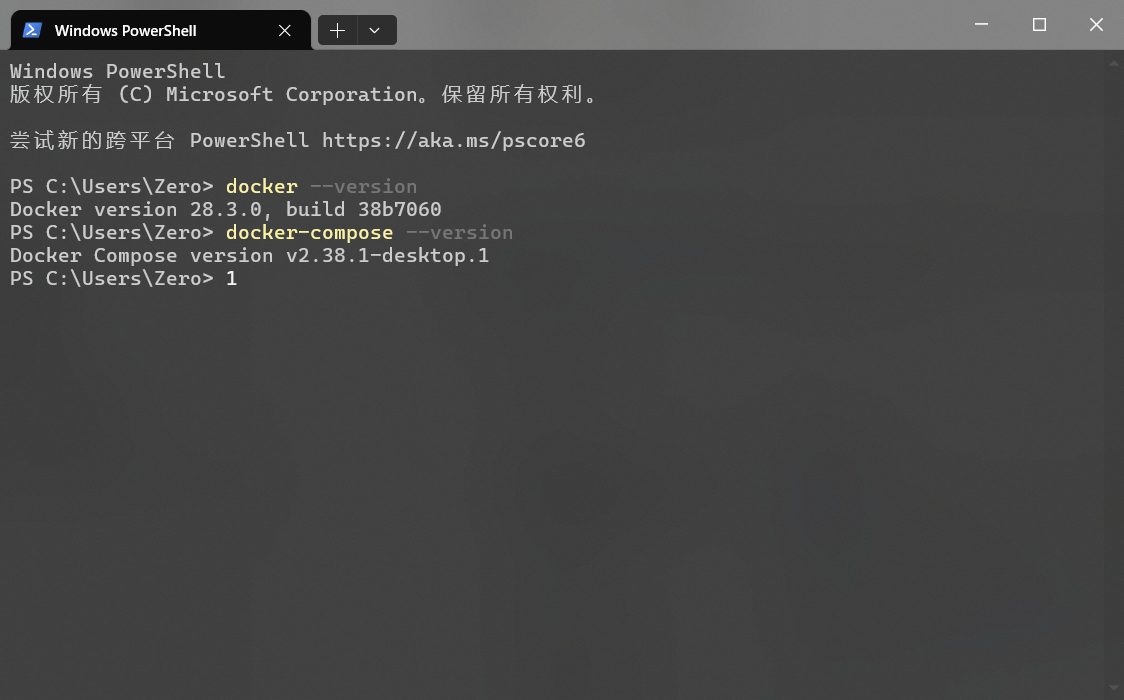 Windows PowerShell
Windows PowerShell
版权所有 (C) Microsoft Corporation。保留所有权利。
尝试新的跨平台 PowerShell https://aka.ms/pscore6
PS C:\Users\Zero> docker --version
Docker version 28.3.0, build 38b7060
PS C:\Users\Zero> docker-compose --version
Docker Compose version v2.38.1-desktop.1
PS C:\Users\Zero> 1